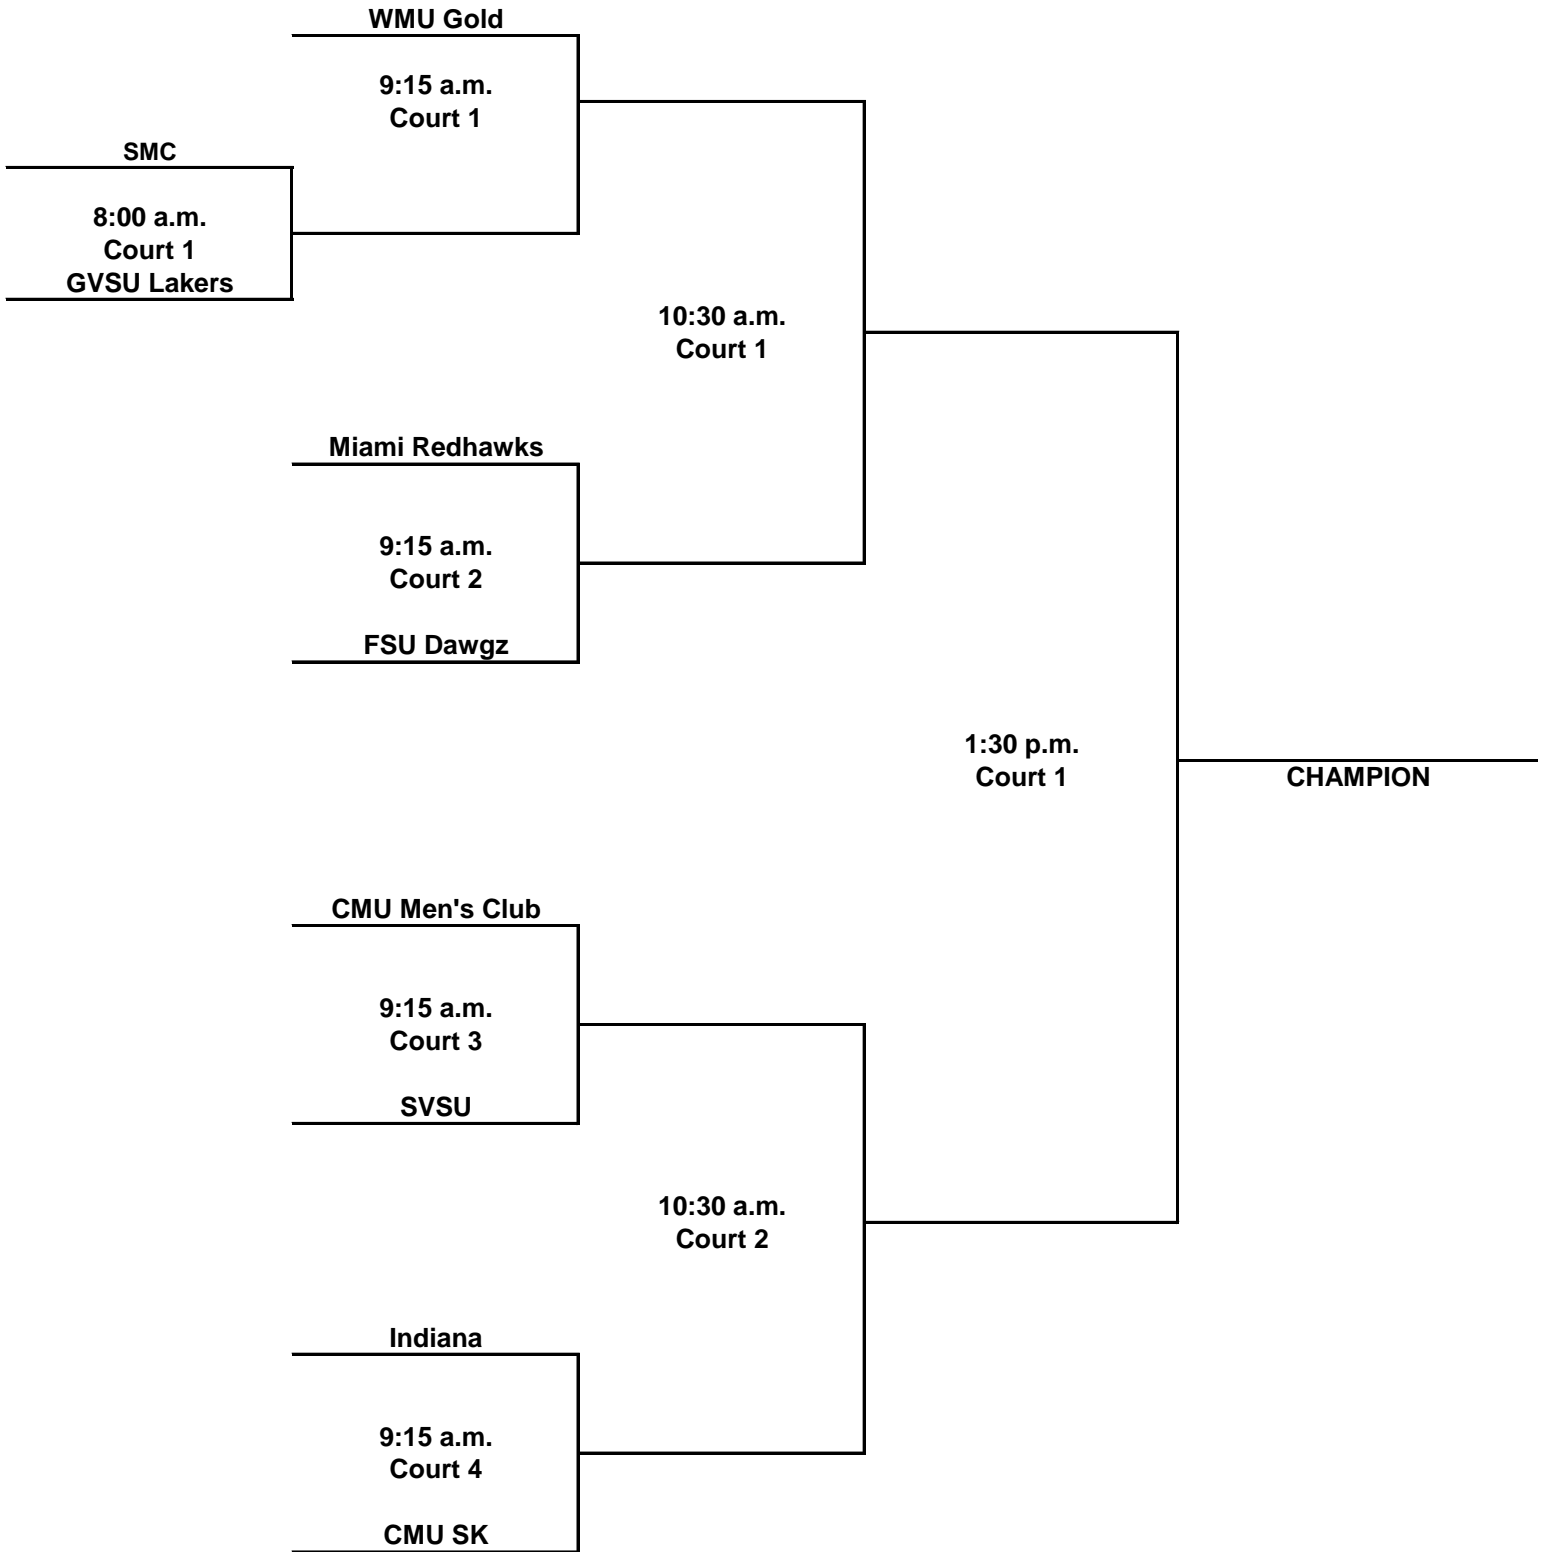 WMU Gold
9:15 a.m.
Court 1
SMC
8:00 a.m.
Court 1
GVSU Lakers
10:30 a.m.
Court 1
Miami Redhawks
9:15 a.m.
Court 2
FSU Dawgz
1:30 p.m.
Court 1
CHAMPION
CMU Men's Club
9:15 a.m.
Court 3
SVSU
10:30 a.m.
Court 2
Indiana
9:15 a.m.
Court 4
CMU SK